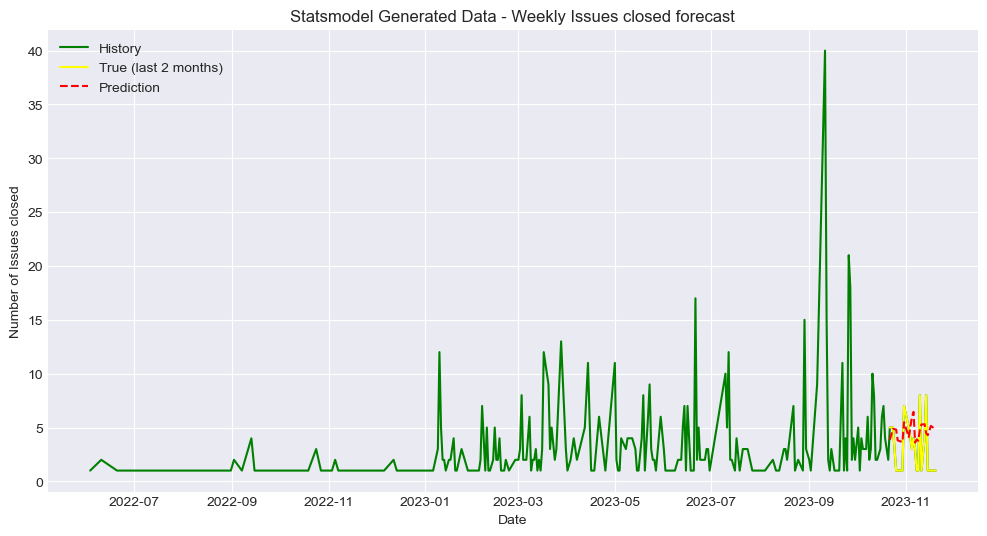 Statsmodel Generated Data - Weekly Issues closed forecast
History
True (last 2 months)
Prediction
Number of Issues closed
40
35
30
25
20
15
10
5
0
2022-07 2022-09 2022-11 2023-01 2023-03 2023-05 2023-07 2023-09 2023-11
Date